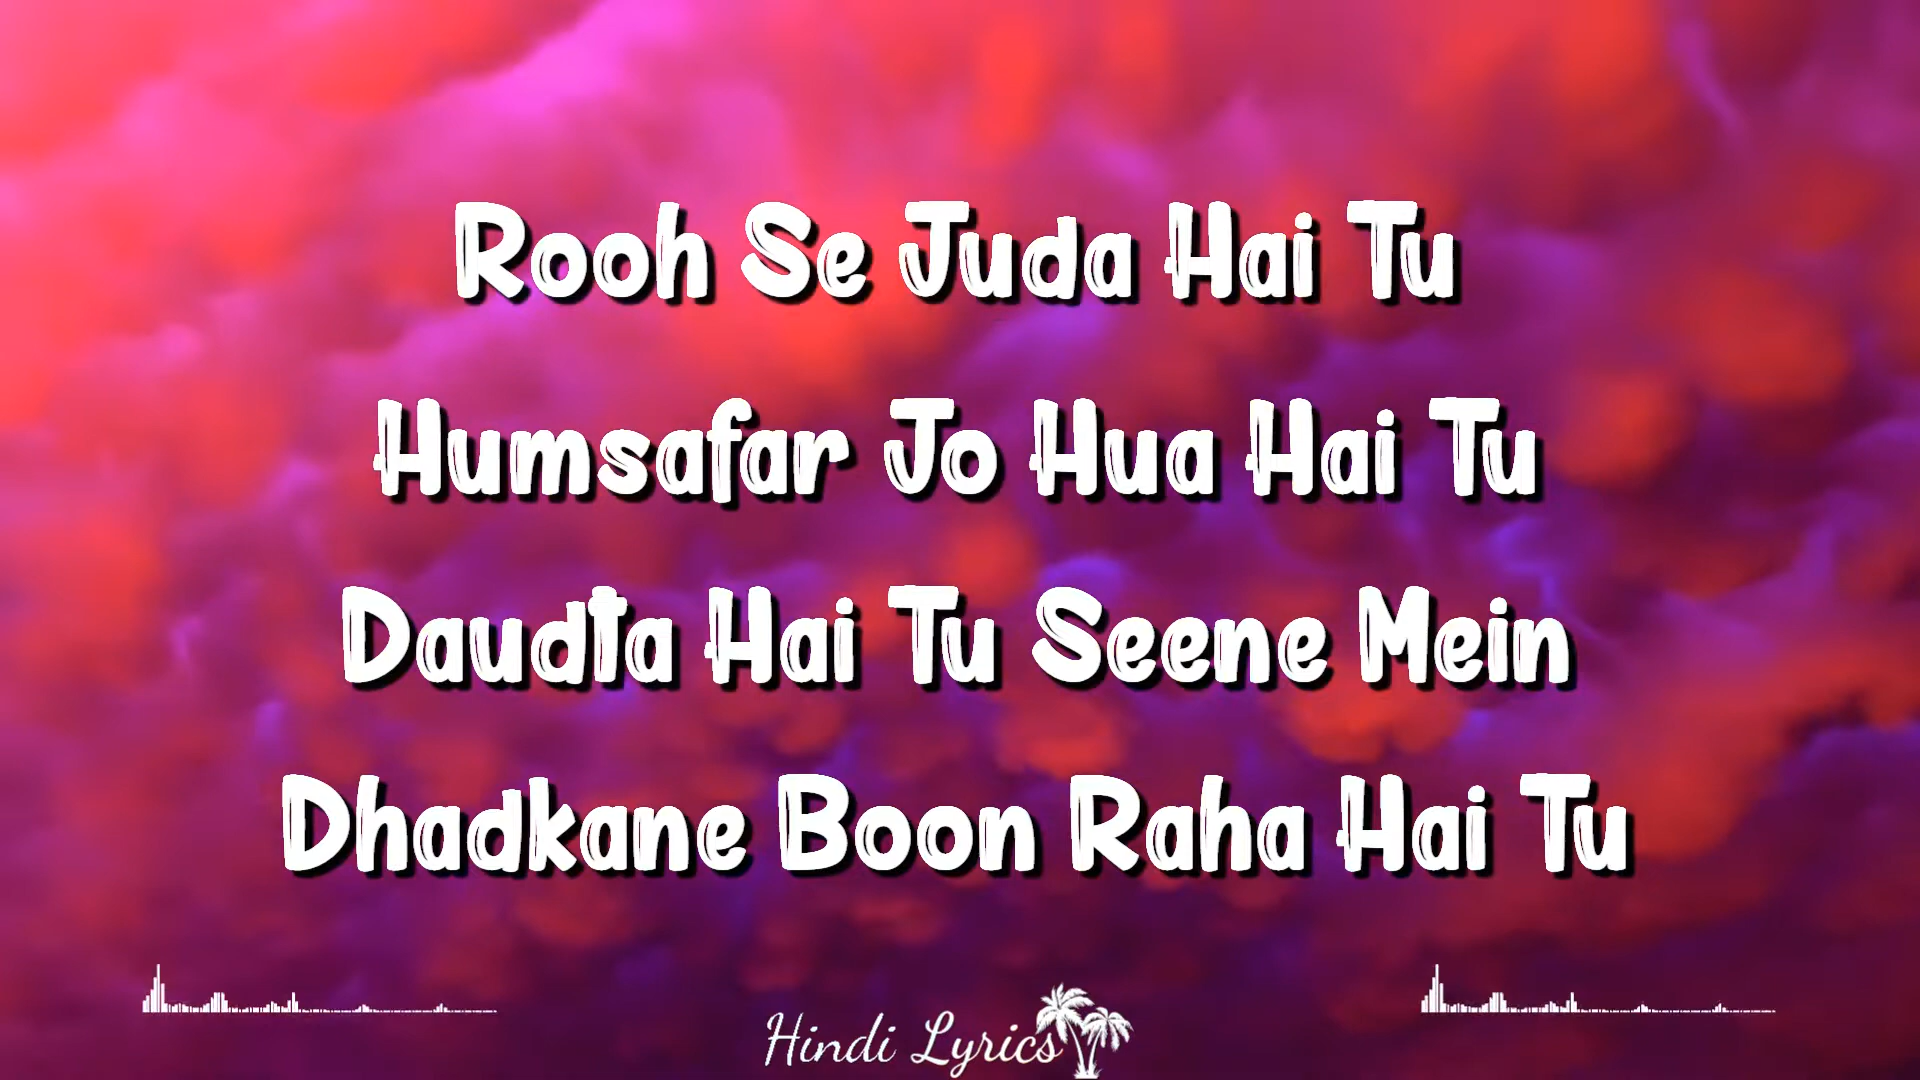 Rooh Se Juda Hai Tu
Humsafar Jo Hua Hai Tu
Daudta Hai Tu Seene Mein
Dhadkane Boon Raha Hai Tu
Hindi Lyrics